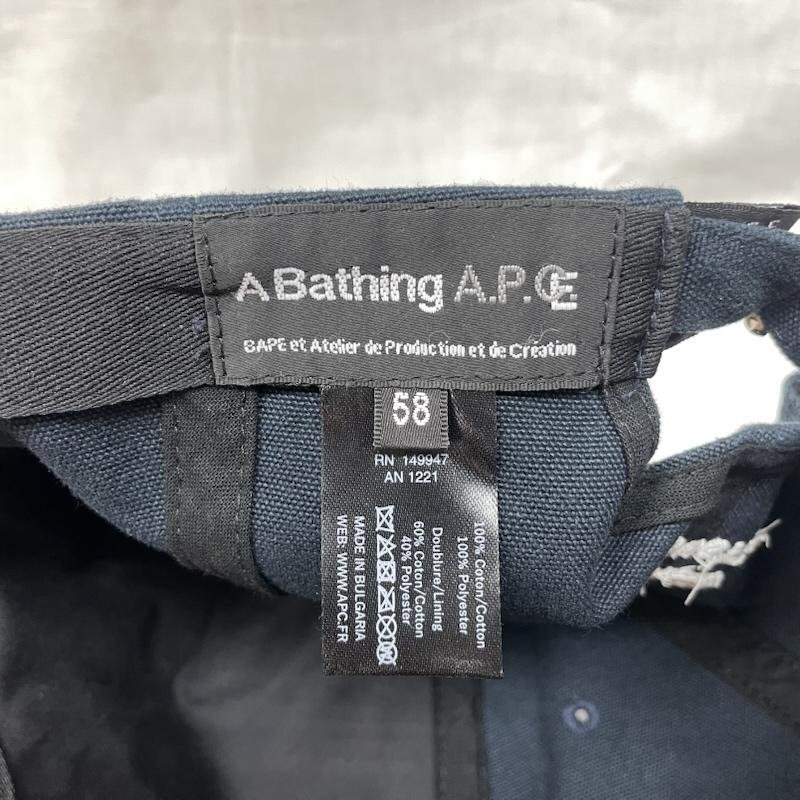 A Bathing A.P.CE
BAPE et Atelier de Production et de Création
58
RN 149947
AN 1221
100% Coton/Cotton
100% Polyester
Doublure/Lining
60% Coton/Cotton
40% Polyester
MADE IN BULGARIA
WEB: WWW.APC.FR